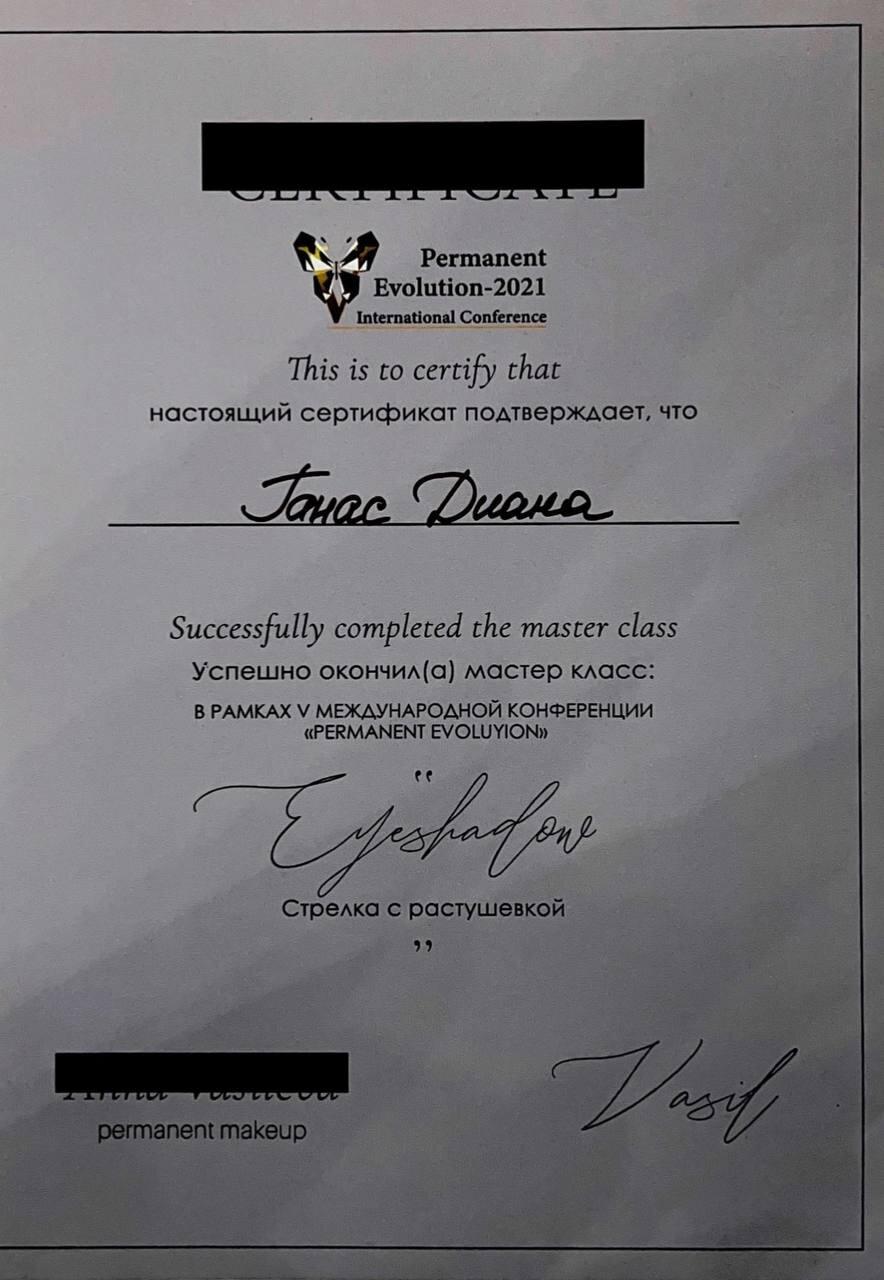 CERTIFICATE
Permanent
Evolution-2021
International Conference
This is to certify that
настоящий сертификат подтверждает, что
Ганас Диана
Successfully completed the master class
Успешно окончил(а) мастер класс:
В РАМКАХ V МЕЖДУНАРОДНОЙ КОНФЕРЕНЦИИ
«PERMANENT EVOLUYION»
“
Eyeshadow
Стрелка с растушевкой
”
permanent makeup
Vasil